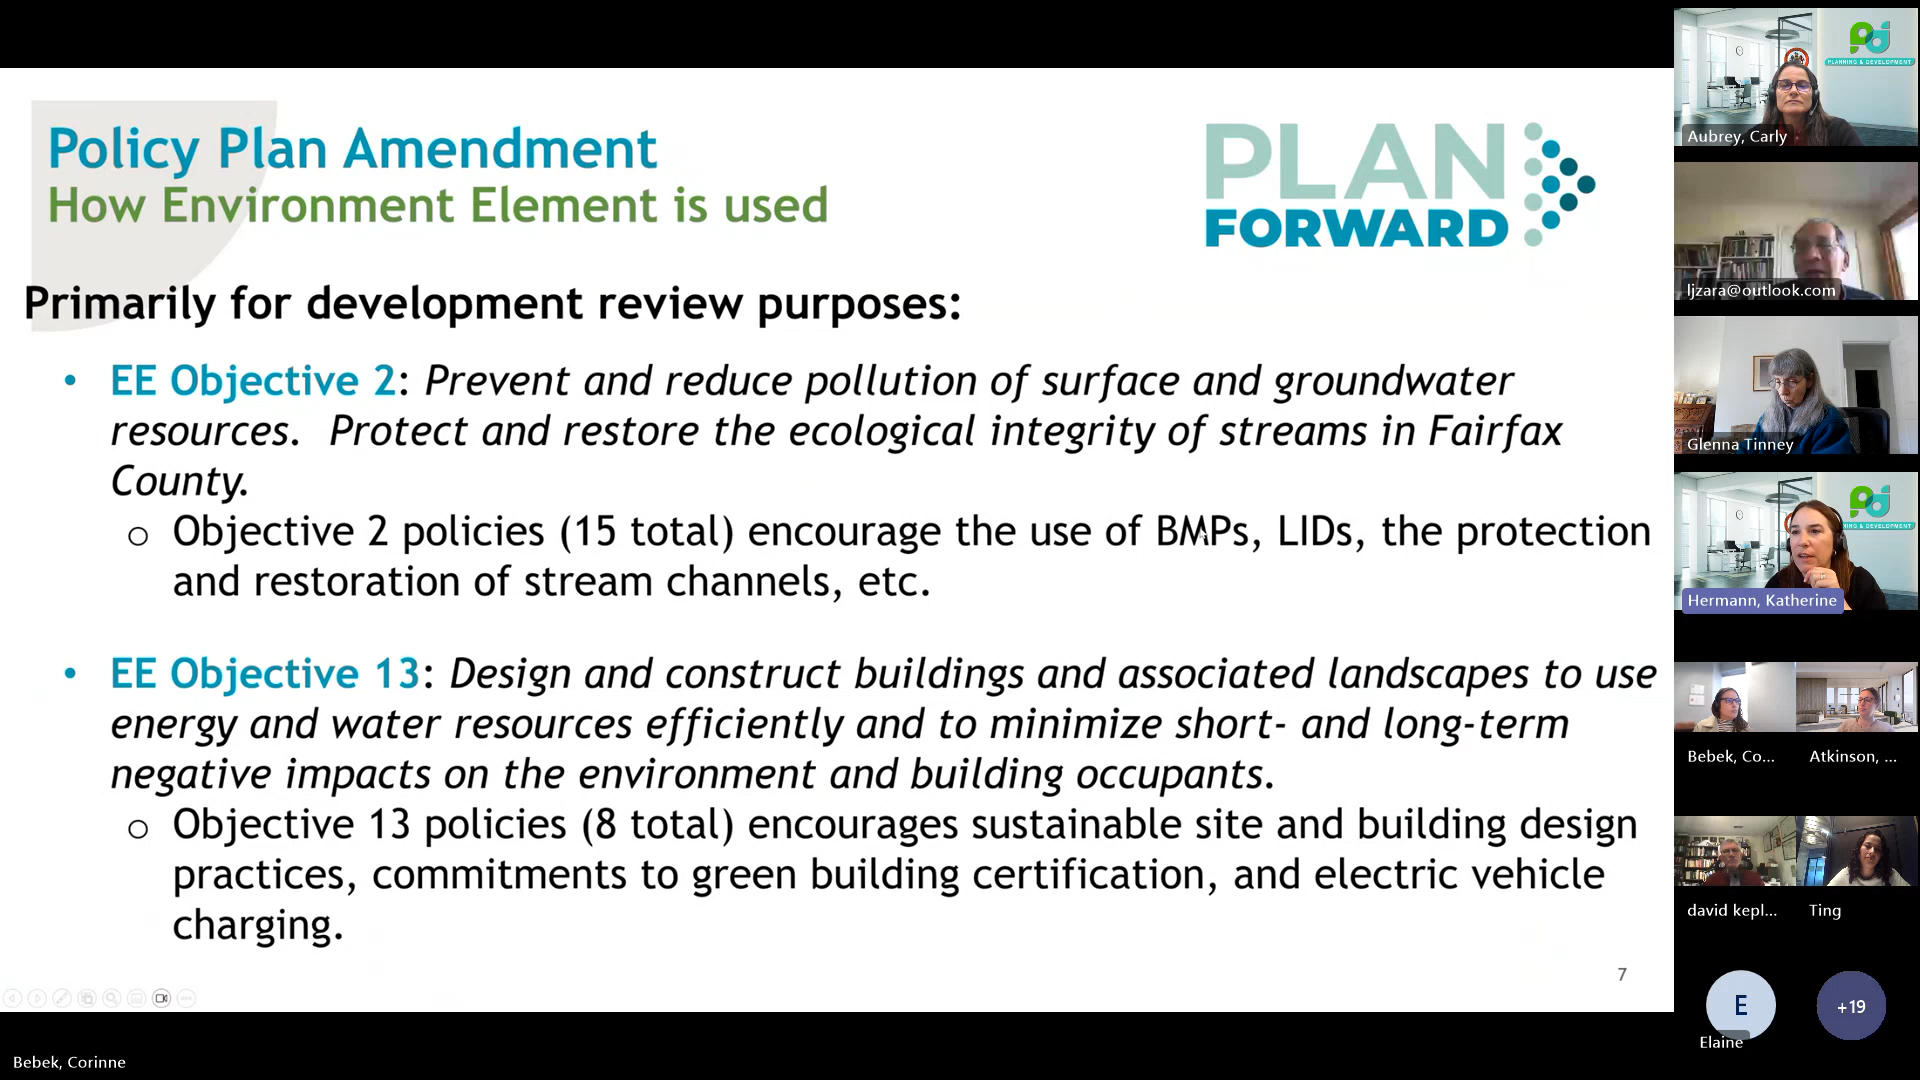 Policy Plan Amendment
How Environment Element is used
PLAN
FORWARD
Primarily for development review purposes:
• EE Objective 2: Prevent and reduce pollution of surface and groundwater
resources. Protect and restore the ecological integrity of streams in Fairfax
County.
o Objective 2 policies (15 total) encourage the use of BMPs, LIDs, the protection
and restoration of stream channels, etc.
• EE Objective 13: Design and construct buildings and associated landscapes to use
energy and water resources efficiently and to minimize short- and long-term
negative impacts on the environment and building occupants.
o Objective 13 policies (8 total) encourages sustainable site and building design
practices, commitments to green building certification, and electric vehicle
charging.
7
Bebek, Corinne
PLANNING & DEVELOPMENT
Aubrey, Carly
ljzara@outlook.com
Glenna Tinney
NING & DEVELOPMENT
Hermann, Katherine
Bebek, Co...
Atkinson, ...
david kepl...
Ting
E
+19
Elaine